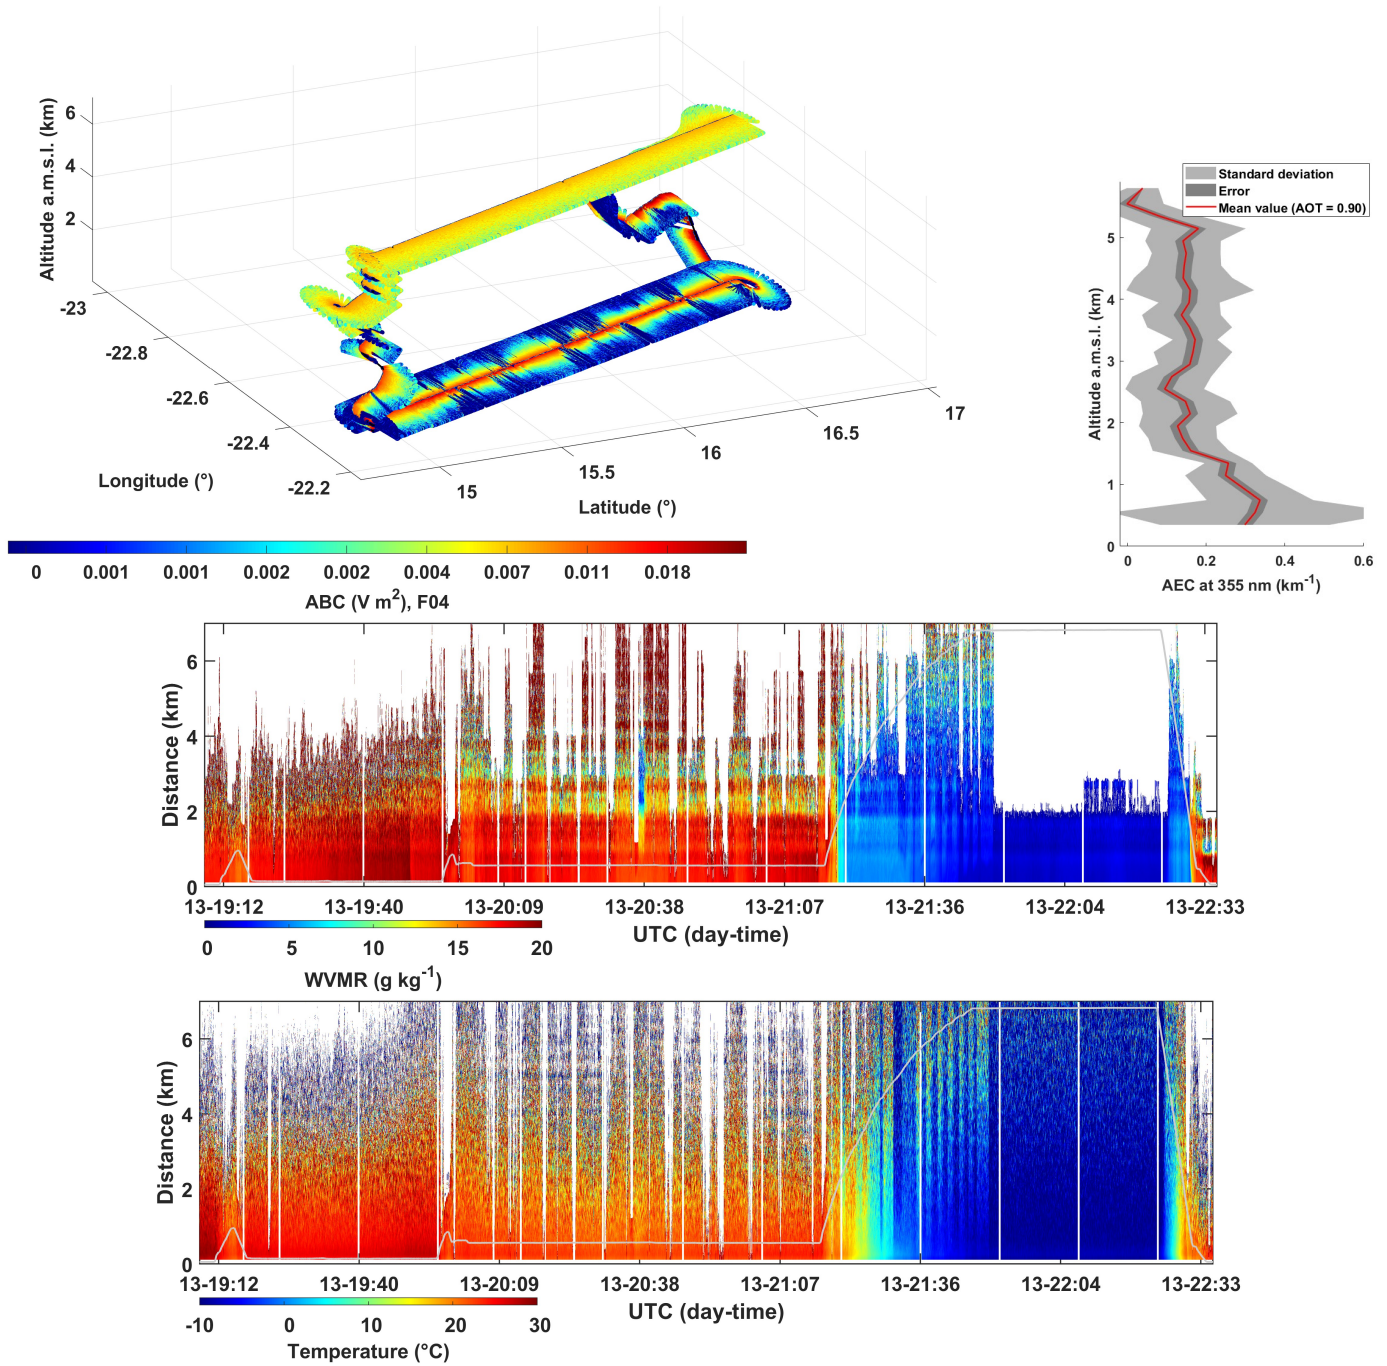 Altitude a.m.s.l. (km)
6
4
2
-23
-22.8
-22.6
-22.4
-22.2
Longitude (°)
15
15.5
16
16.5
17
Latitude (°)
0 0.001 0.001 0.002 0.002 0.004 0.007 0.011 0.018
ABC (V m²), F04
Standard deviation
Error
Mean value (AOT = 0.90)
Altitude a.m.s.l. (km)
5
4
3
2
1
0
0 0.2 0.4 0.6
AEC at 355 nm (km⁻¹)
Distance (km)
6
4
2
0
13-19:12 13-19:40 13-20:09 13-20:38 13-21:07 13-21:36 13-22:04 13-22:33
UTC (day-time)
0 5 10 15 20
WVMR (g kg⁻¹)
Distance (km)
6
4
2
0
13-19:12 13-19:40 13-20:09 13-20:38 13-21:07 13-21:36 13-22:04 13-22:33
UTC (day-time)
-10 0 10 20 30
Temperature (°C)